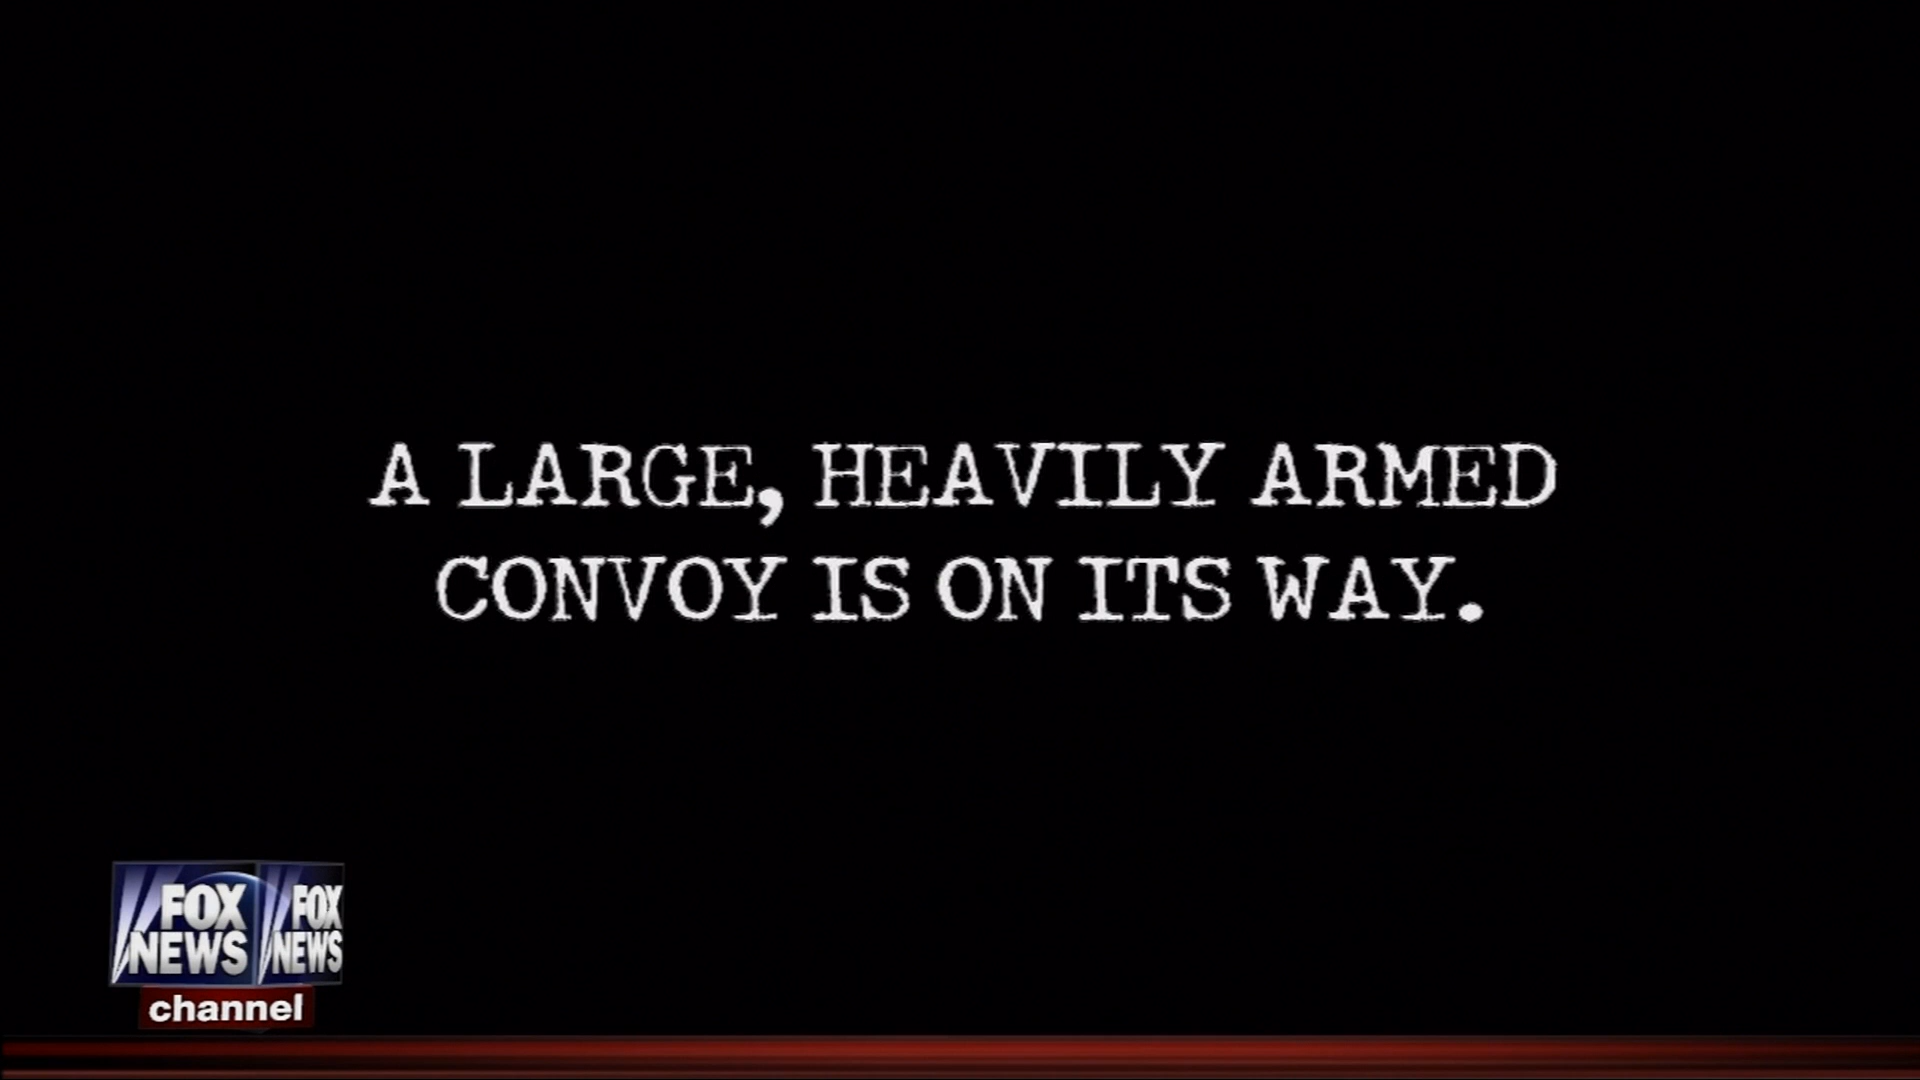 A LARGE, HEAVILY ARMED
CONVOY IS ON ITS WAY.
FOX
NEWS
FOX
NEWS
channel